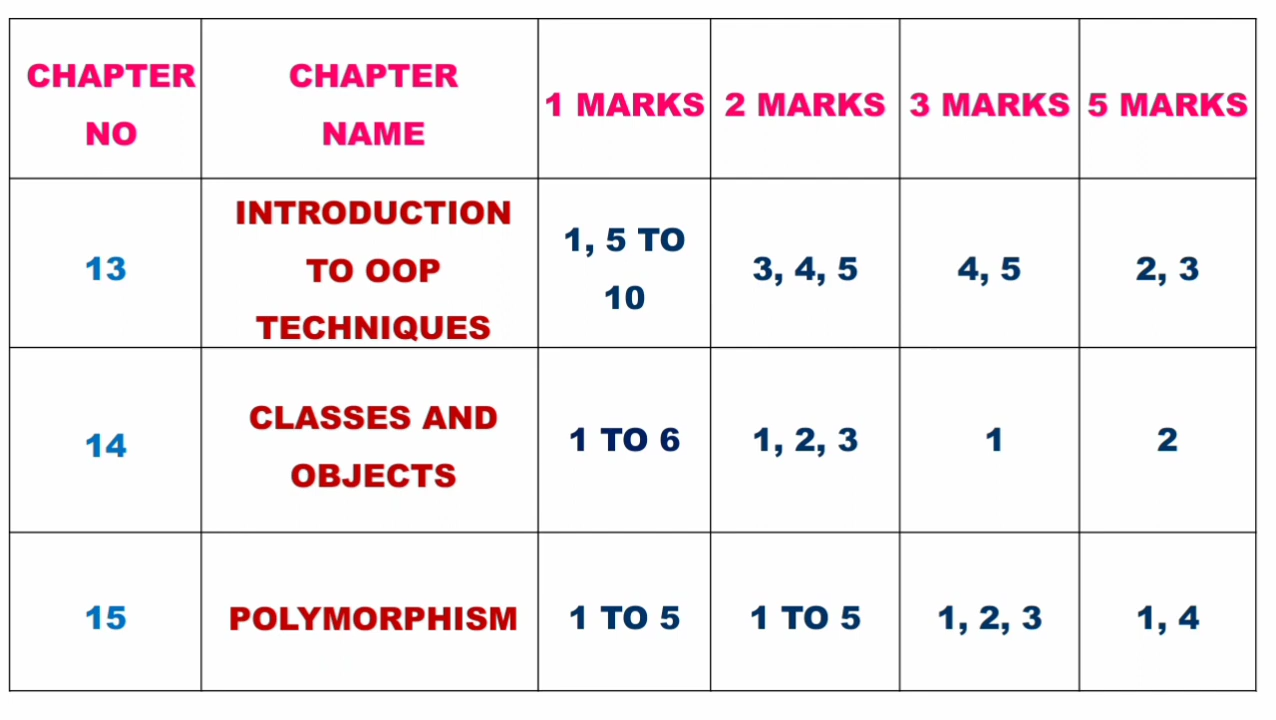 CHAPTER NO
CHAPTER NAME
1 MARKS
2 MARKS
3 MARKS
5 MARKS
13
INTRODUCTION
TO OOP
TECHNIQUES
1, 5 TO
10
3, 4, 5
4, 5
2, 3
14
CLASSES AND
OBJECTS
1 TO 6
1, 2, 3
1
2
15
POLYMORPHISM
1 TO 5
1 TO 5
1, 2, 3
1, 4